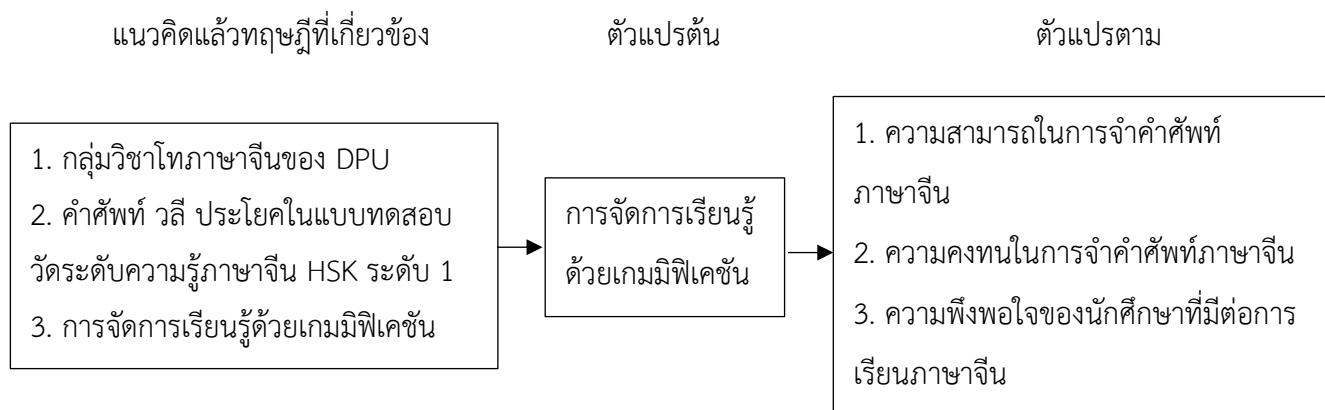 แนวคิดแล้วทฤษฎีที่เกี่ยวข้อง
ตัวแปรต้น
ตัวแปรตาม
1. กลุ่มวิชาโทภาษาจีนของ DPU
2. คำศัพท์ วลี ประโยคในแบบทดสอบ
วัดระดับความรู้ภาษาจีน HSK ระดับ 1
3. การจัดการเรียนรู้ด้วยเกมมิฟิเคชัน
การจัดการเรียนรู้
ด้วยเกมมิฟิเคชัน
1. ความสามารถในการจำคำศัพท์
ภาษาจีน
2. ความคงทนในการจำคำศัพท์ภาษาจีน
3. ความพึงพอใจของนักศึกษาที่มีต่อการ
เรียนภาษาจีน